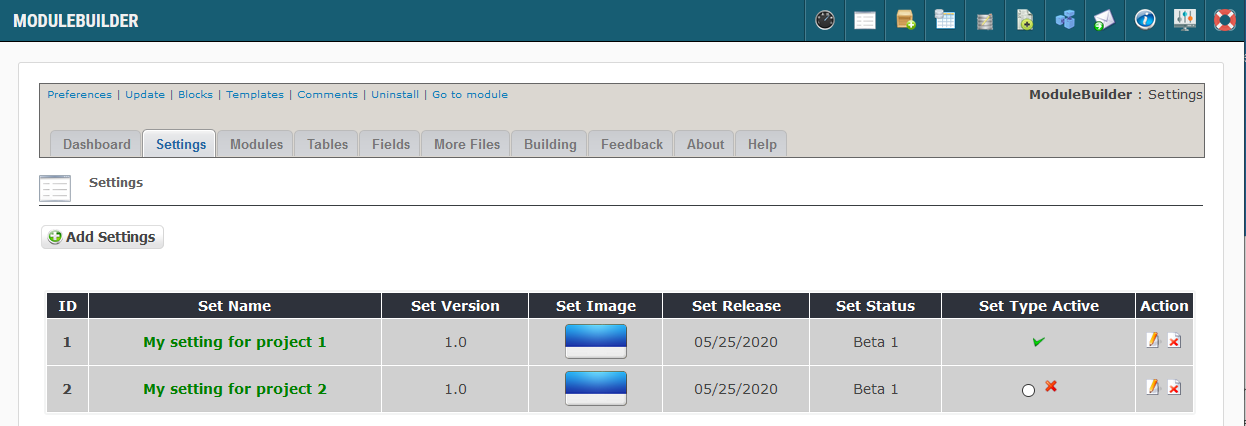 MODULEBUILDER
Preferences | Update | Blocks | Templates | Comments | Uninstall | Go to module
ModuleBuilder : Settings
Dashboard Settings Modules Tables Fields More Files Building Feedback About Help
Settings
Add Settings
ID Set Name Set Version Set Image Set Release Set Status Set Type Active Action
1 My setting for project 1 1.0 05/25/2020 Beta 1
2 My setting for project 2 1.0 05/25/2020 Beta 1